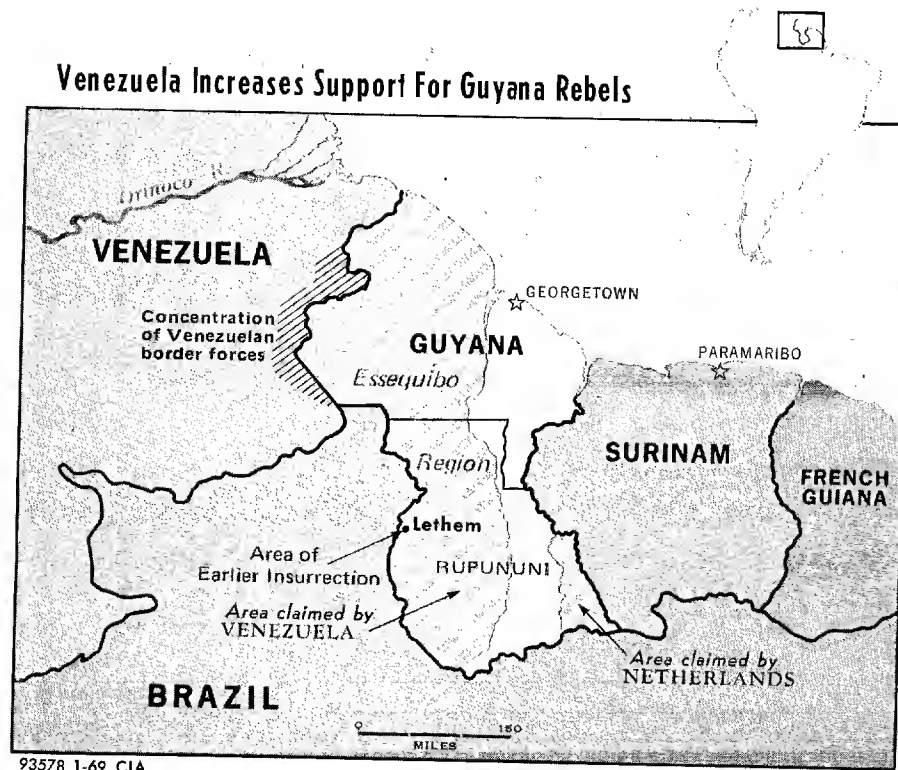 Venezuela Increases Support For Guyana Rebels
Orinoco R.
VENEZUELA
Concentration
of Venezuelan
border forces
GEORGETOWN
GUYANA
PARAMARIBO
Essequibo
Region
SURINAM
FRENCH
GUIANA
Lethem
Area of
Earlier Insurrection
RUPUNUNI
Area claimed by
VENEZUELA
Area claimed by
NETHERLANDS
BRAZIL
0 150
MILES
93578 1-69 CIA